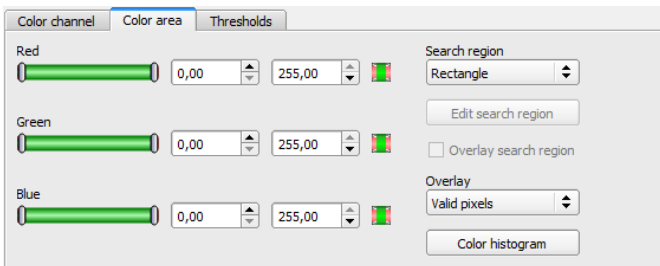 Color channel Color area Thresholds
Red
0,00 255,00
Green
0,00 255,00
Blue
0,00 255,00
Search region
Rectangle
Edit search region
Overlay search region
Overlay
Valid pixels
Color histogram